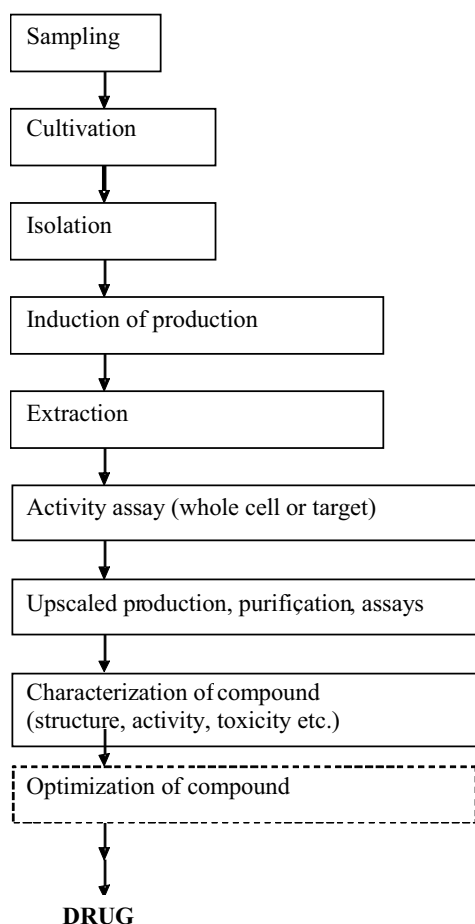 Sampling
Cultivation
Isolation
Induction of production
Extraction
Activity assay (whole cell or target)
Upscaled production, purification, assays
Characterization of compound
(structure, activity, toxicity etc.)
Optimization of compound
DRUG